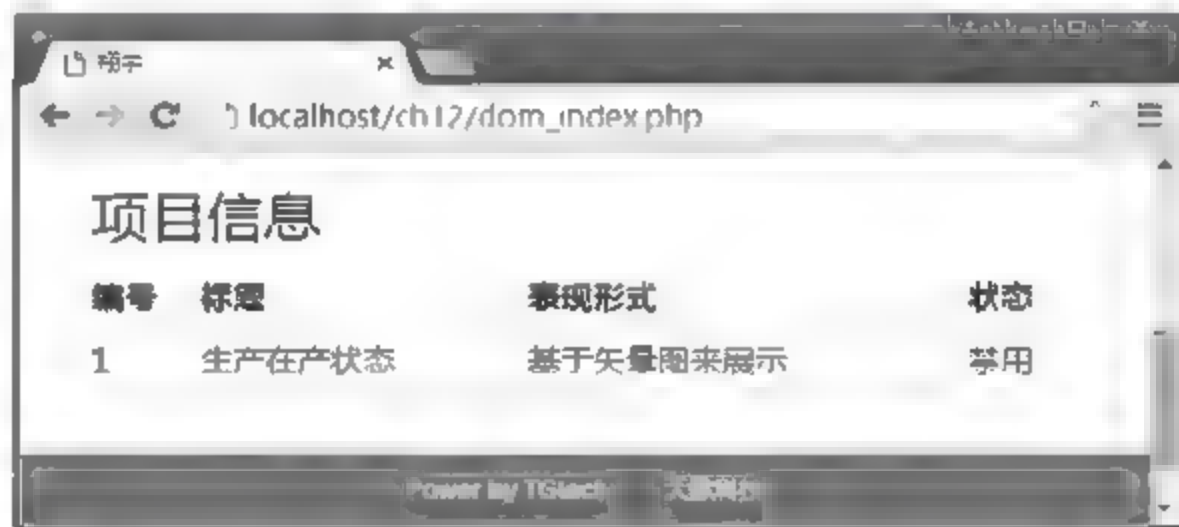 localhost/ch12/dom_index.php
项目信息
编号 标题 表现形式 状态
1 生产在产状态 基于矢量图来展示 禁用
Power by TGtech